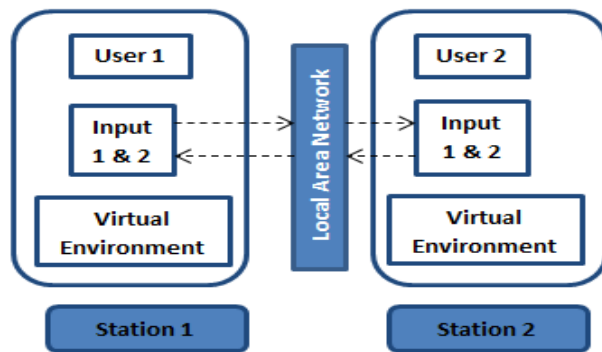 User 1
Input
1 & 2
Virtual
Environment
Station 1
Local Area Network
User 2
Input
1 & 2
Virtual
Environment
Station 2